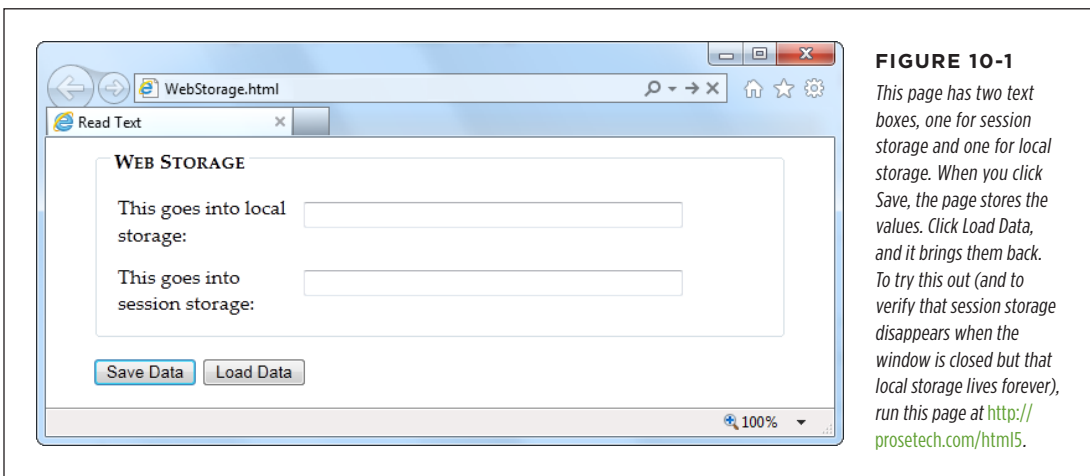 WebStorage.html
Read Text
WEB STORAGE
This goes into local
storage:
This goes into
session storage:
Save Data
Load Data
100%
FIGURE 10-1
This page has two text
boxes, one for session
storage and one for local
storage. When you click
Save, the page stores the
values. Click Load Data,
and it brings them back.
To try this out (and to
verify that session storage
disappears when the
window is closed but that
local storage lives forever),
run this page at http://
prosetech.com/html5.